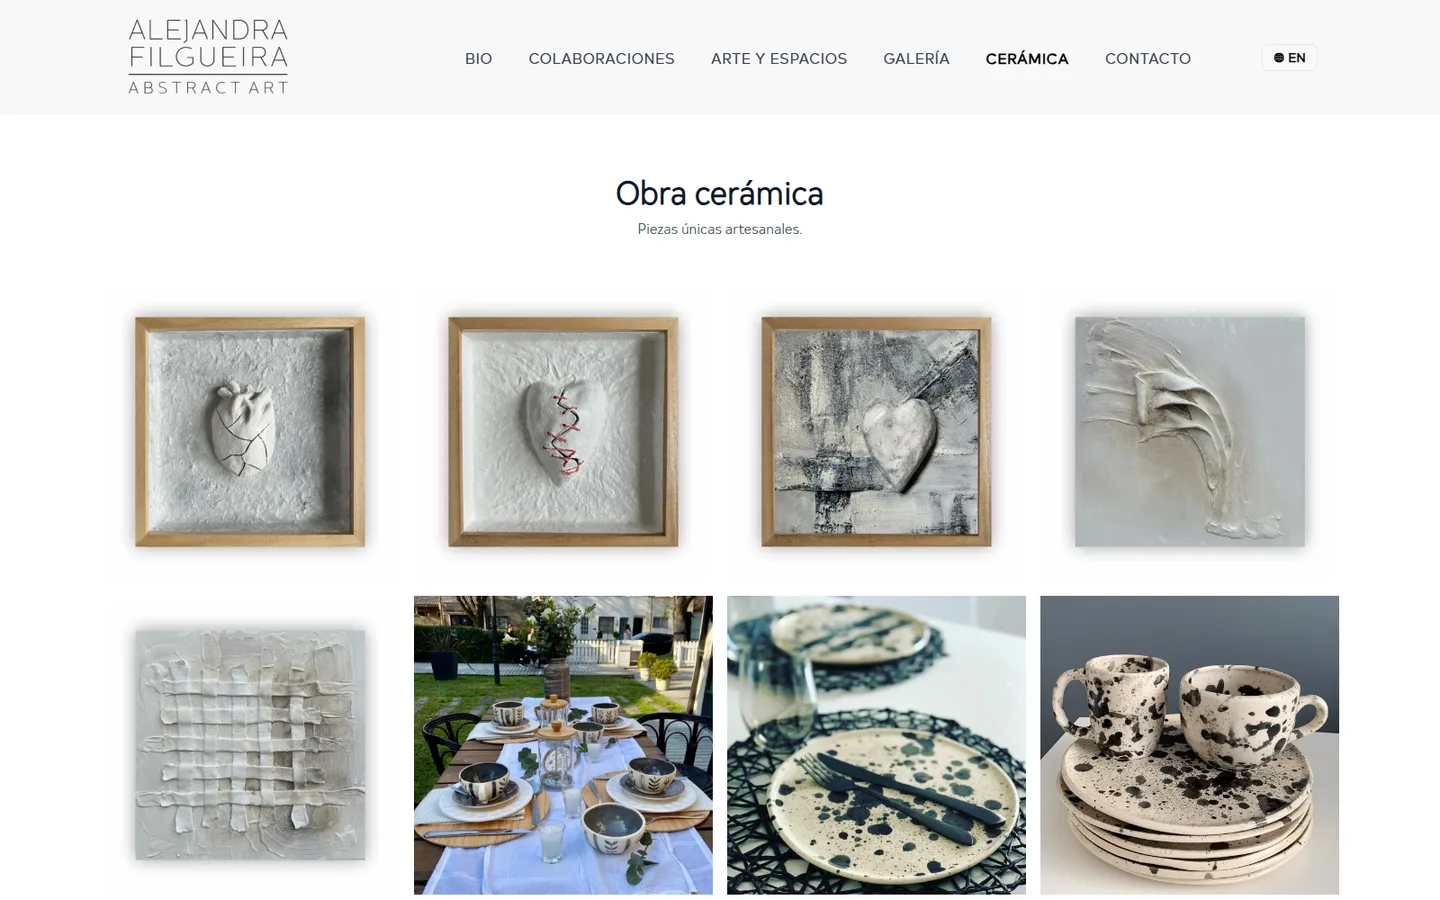 ALEJANDRA
FILGUEIRA
ABSTRACT ART
BIO
COLABORACIONES
ARTE Y ESPACIOS
GALERÍA
CERÁMICA
CONTACTO
EN
Obra cerámica
Piezas únicas artesanales.